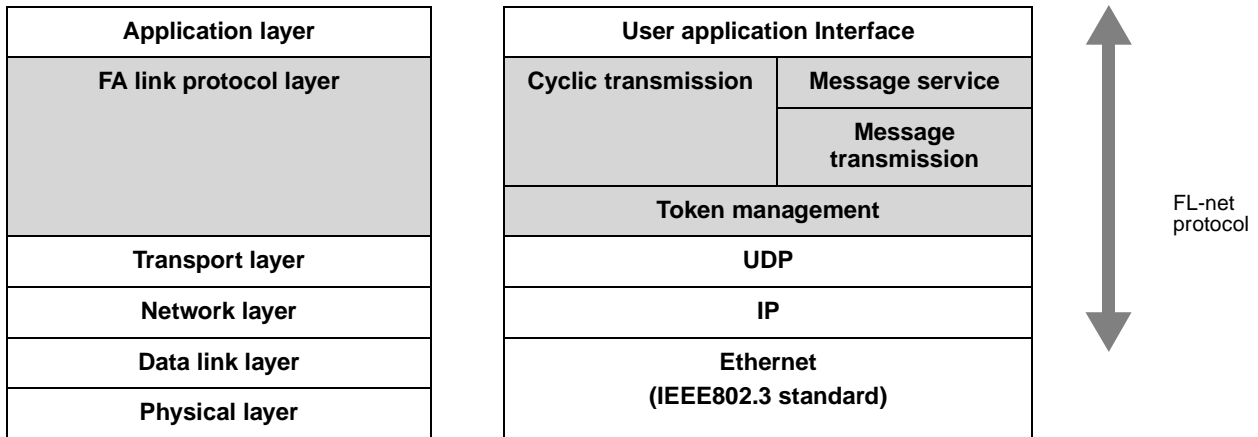 Application layer
FA link protocol layer
Transport layer
Network layer
Data link layer
Physical layer
User application Interface
Cyclic transmission
Message service
Message
transmission
Token management
UDP
IP
Ethernet
(IEEE802.3 standard)
FL-net
protocol